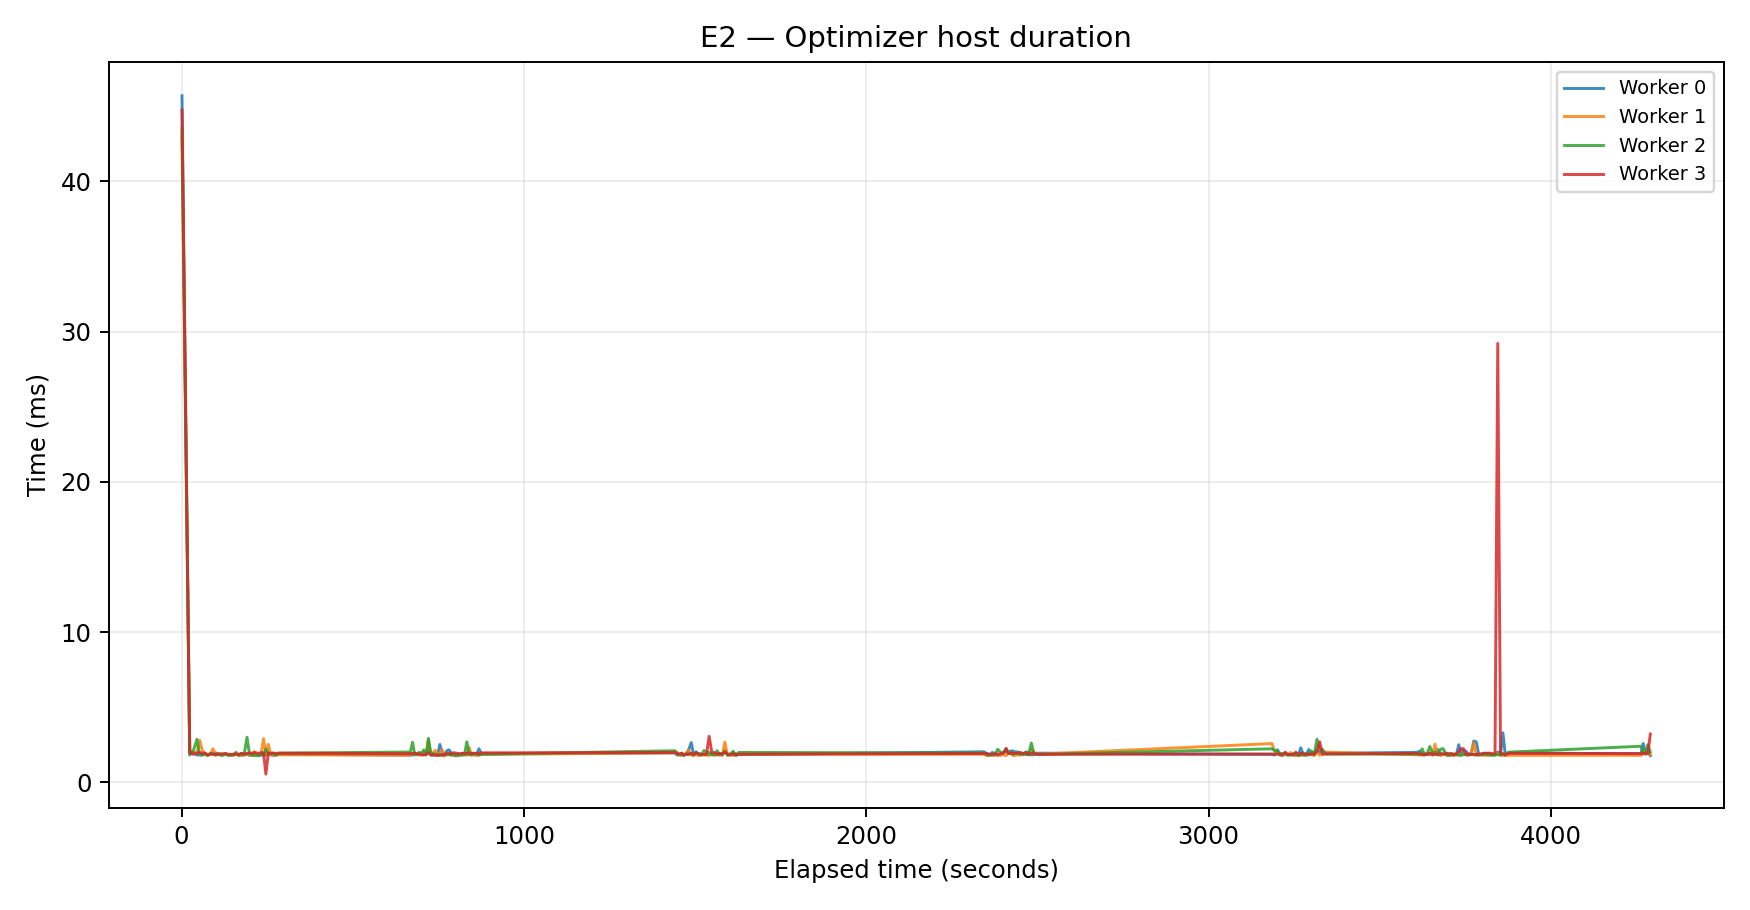 E2 — Optimizer host duration
Worker 0
Worker 1
Worker 2
Worker 3
40
30
20
10
0
Time (ms)
0 1000 2000 3000 4000
Elapsed time (seconds)